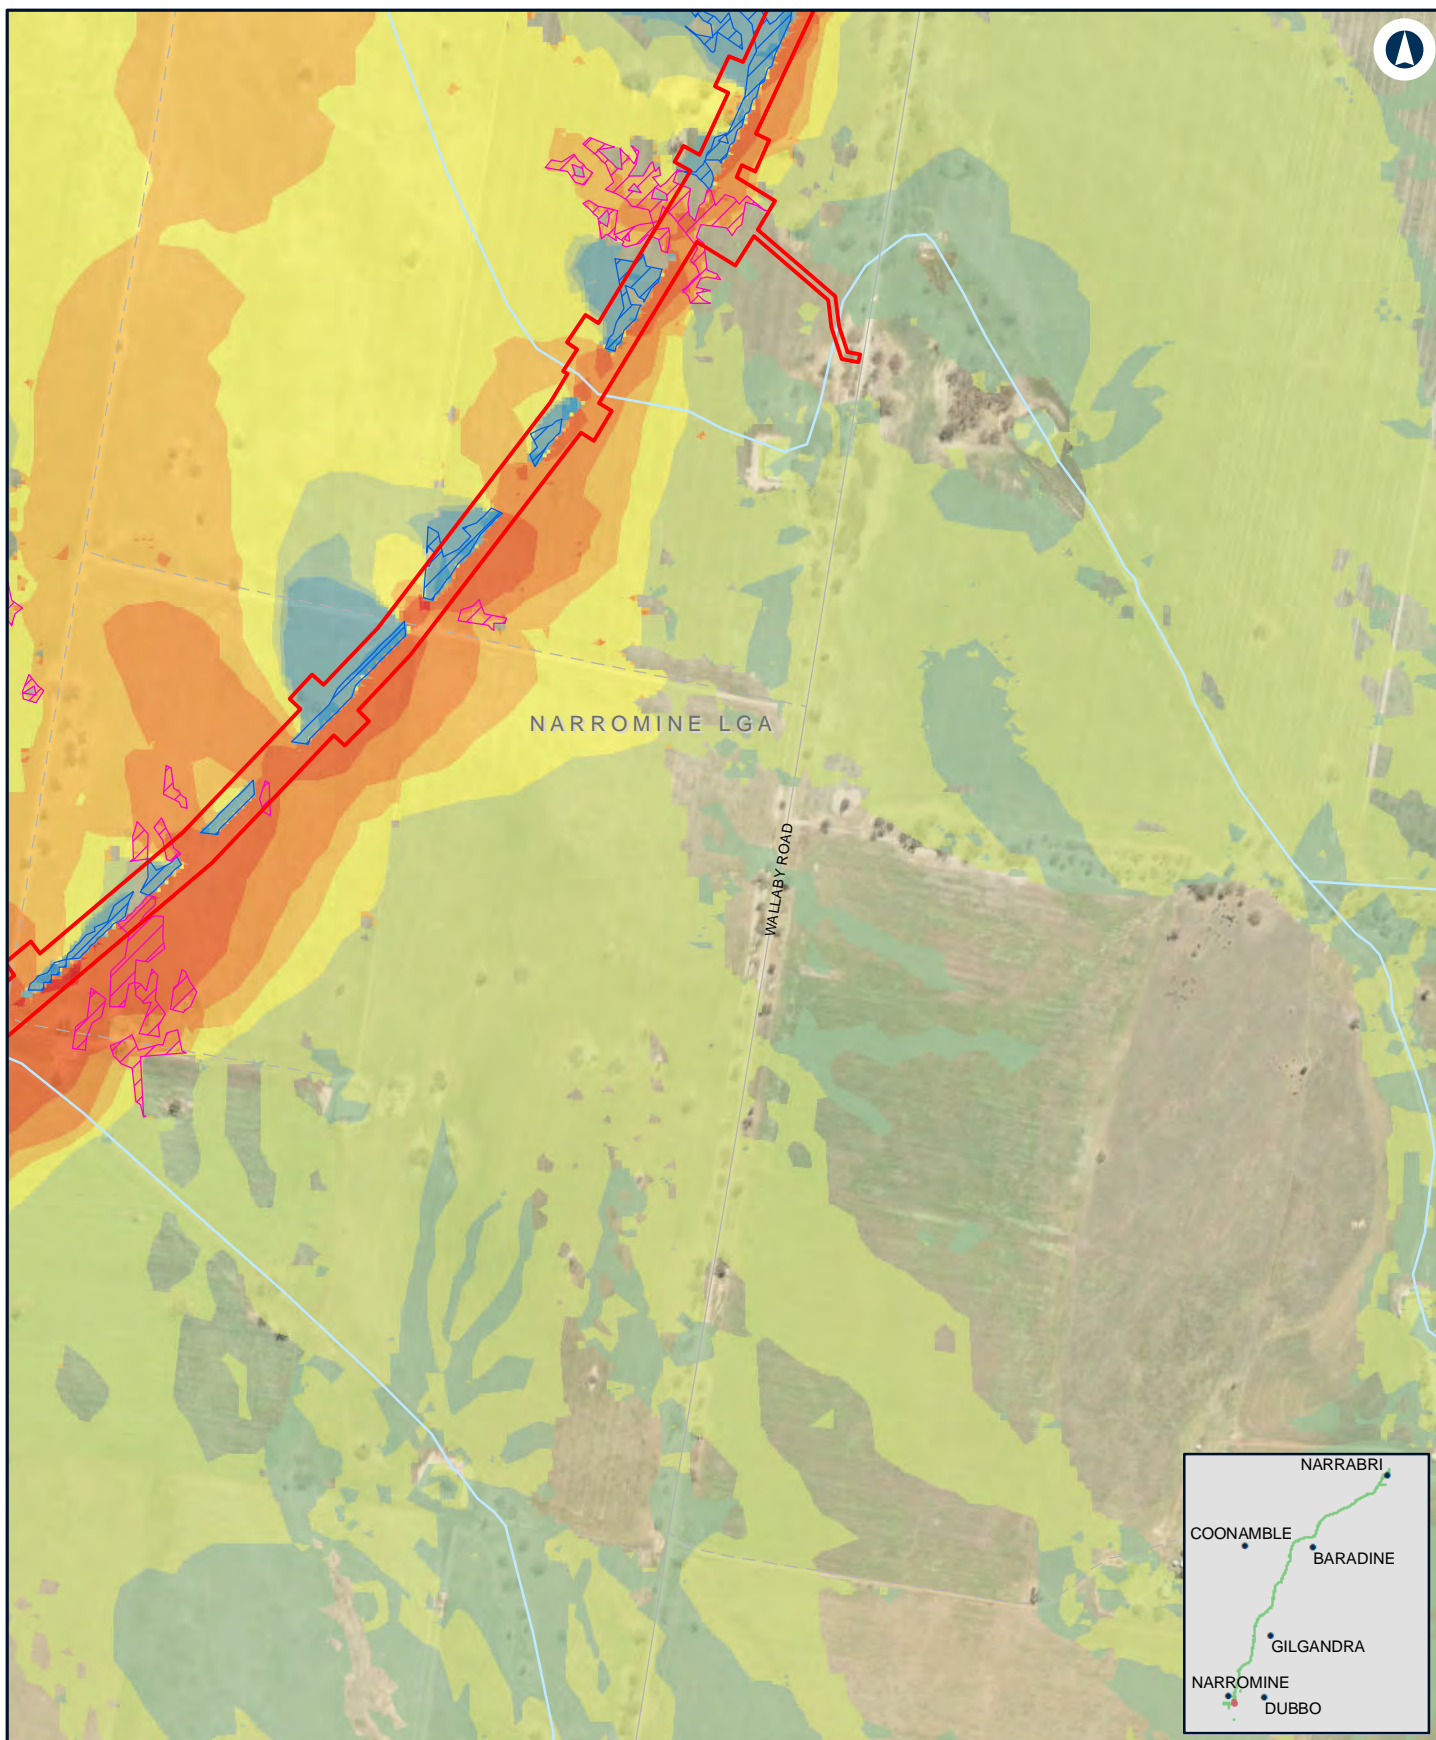 NARROMINE LGA
WALLABY ROAD
NARRABRI
COONAMBLE
BARADINE
GILGANDRA
NARROMINE
DUBBO